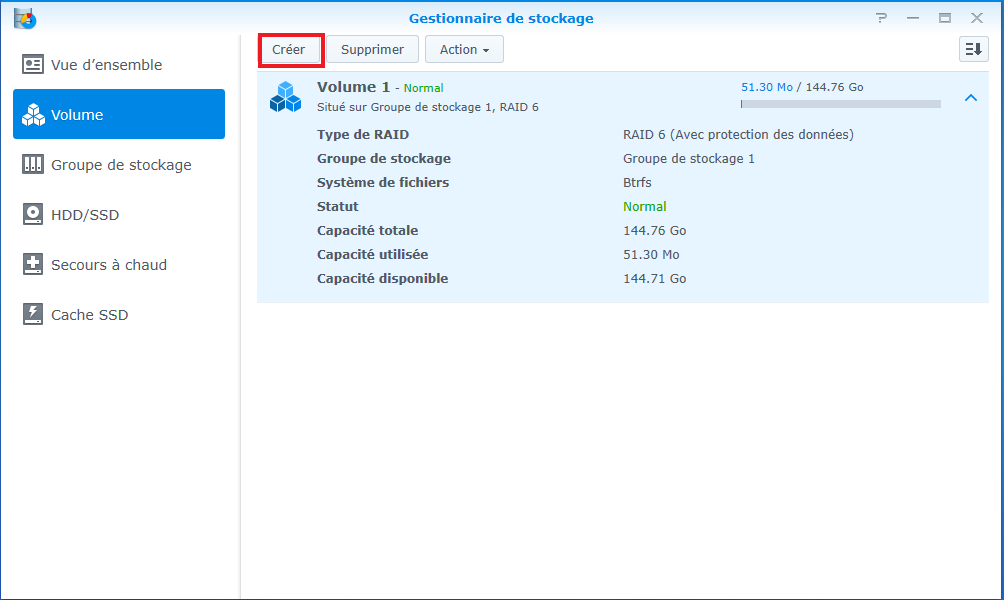 Gestionnaire de stockage
Vue d’ensemble
Volume
Groupe de stockage
HDD/SSD
Secours à chaud
Cache SSD
Créer Supprimer Action
Volume 1 - Normal 51.30 Mo / 144.76 Go
Situé sur Groupe de stockage 1, RAID 6
Type de RAID RAID 6 (Avec protection des données)
Groupe de stockage Groupe de stockage 1
Système de fichiers Btrfs
Statut Normal
Capacité totale 144.76 Go
Capacité utilisée 51.30 Mo
Capacité disponible 144.71 Go